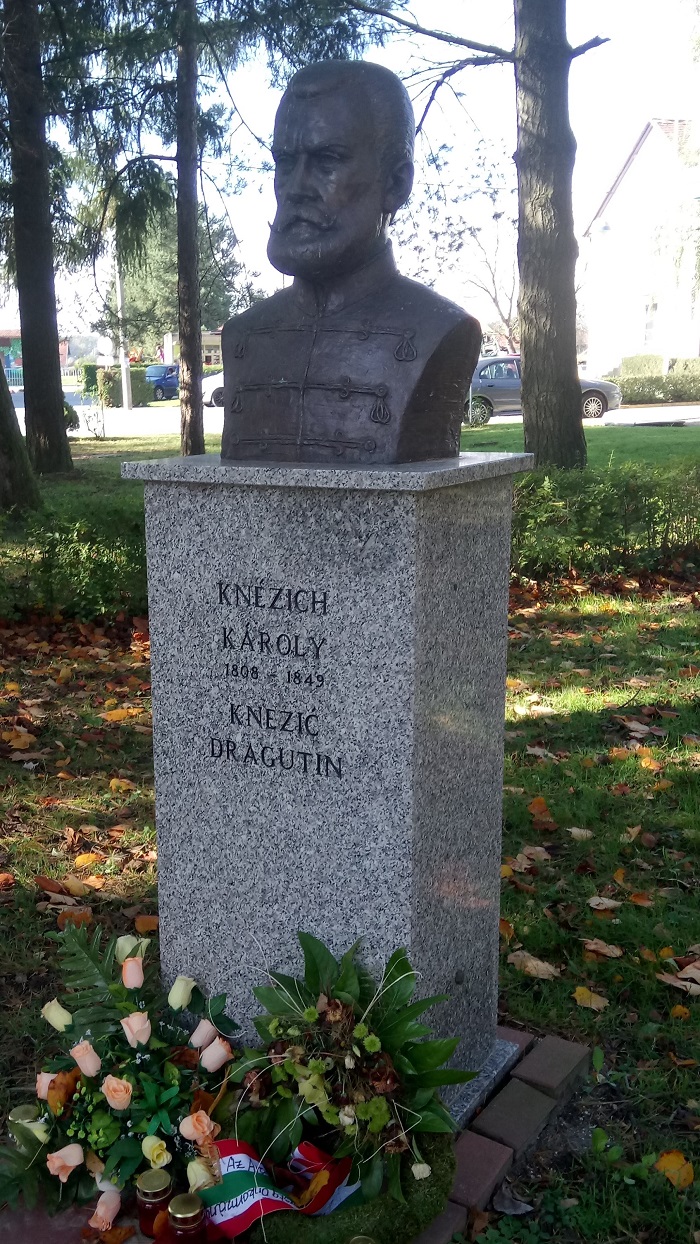 KNÉZICH
KÁROLY
1808 - 1849
KNEZIĆ
DRAGUTIN